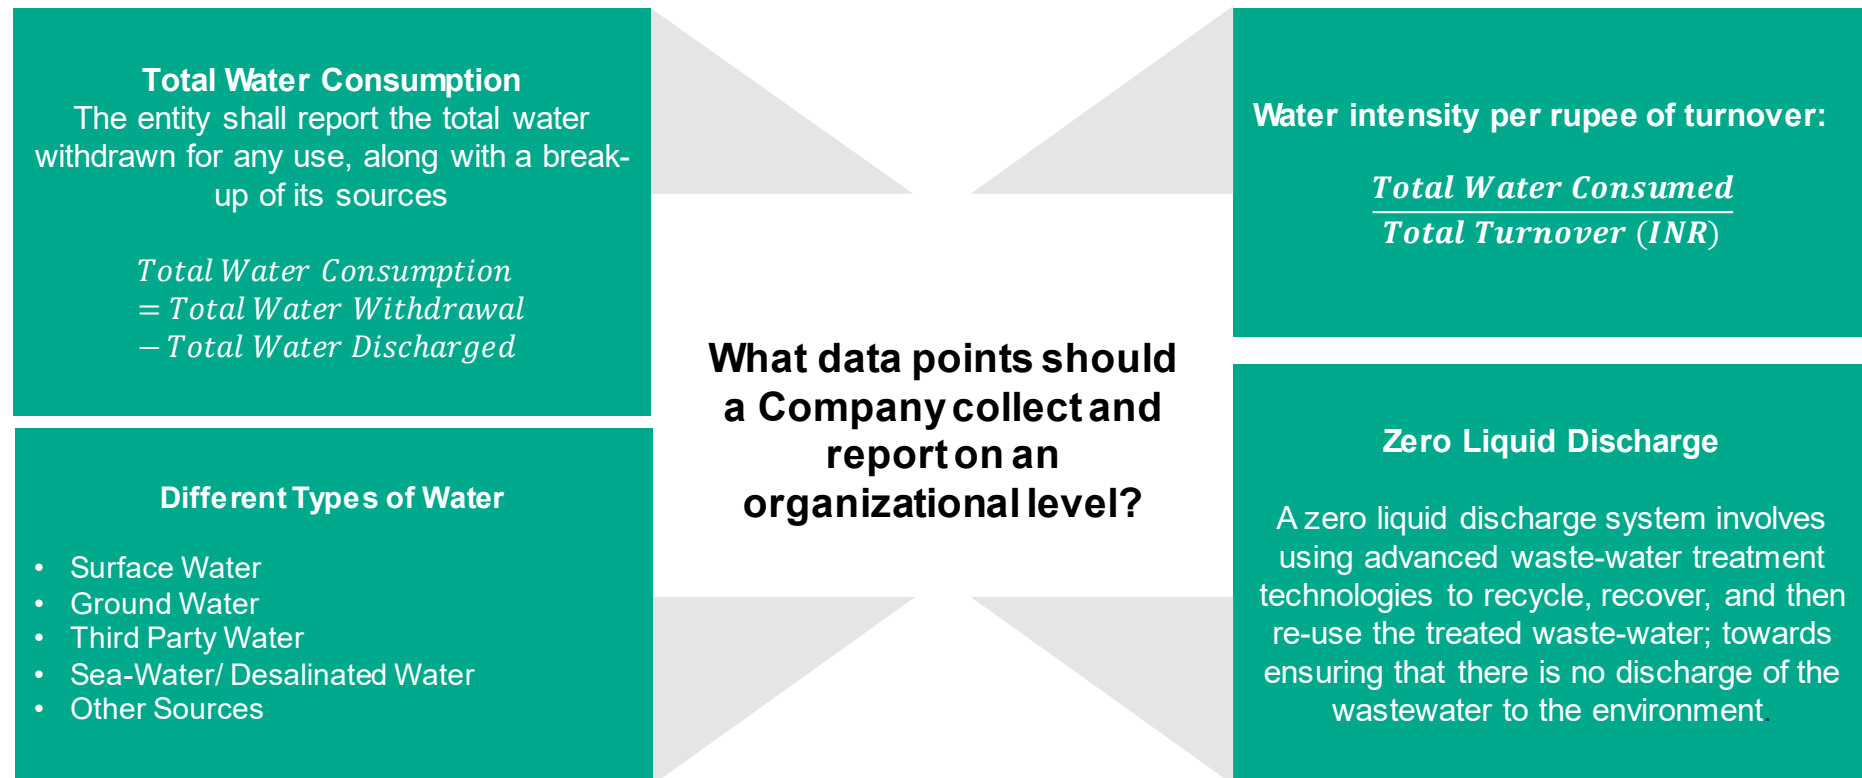 Total Water Consumption
The entity shall report the total water
withdrawn for any use, along with a break-
up of its sources
Total Water Consumption
= Total Water Withdrawal
− Total Water Discharged
Different Types of Water
• Surface Water
• Ground Water
• Third Party Water
• Sea-Water/ Desalinated Water
• Other Sources
What data points should
a Company collect and
report on an
organizational level?
Water intensity per rupee of turnover:
Total Water Consumed
Total Turnover (INR)
Zero Liquid Discharge
A zero liquid discharge system involves
using advanced waste-water treatment
technologies to recycle, recover, and then
re-use the treated waste-water; towards
ensuring that there is no discharge of the
wastewater to the environment.